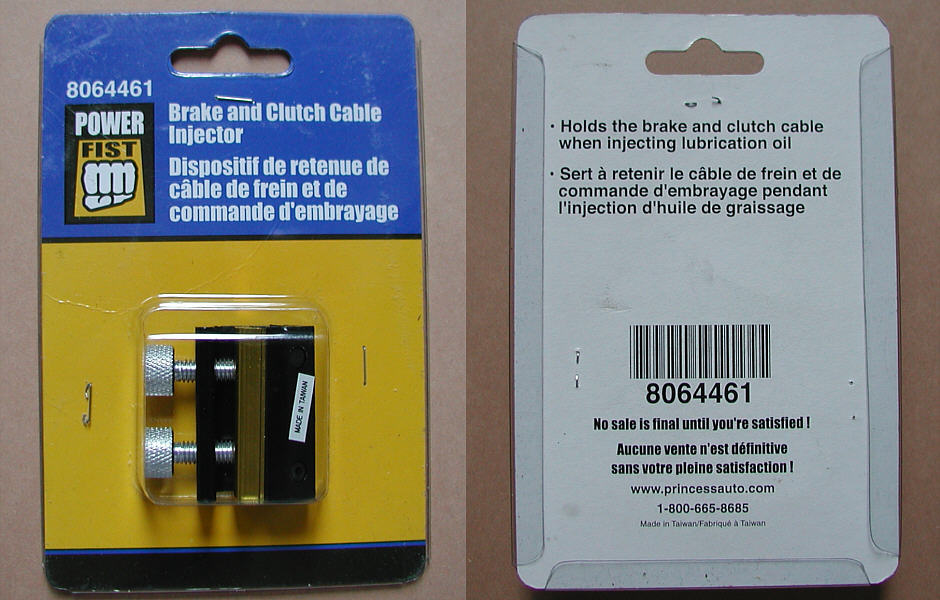 8064461
POWER
FIST
Brake and Clutch Cable
Injector
Dispositif de retenue de
câble de frein et de
commande d'embrayage
MADE IN TAIWAN
· Holds the brake and clutch cable
when injecting lubrication oil
· Sert à retenir le câble de frein et de
commande d'embrayage pendant
l'injection d'huile de graissage
8064461
No sale is final until you're satisfied !
Aucune vente n'est définitive
sans votre pleine satisfaction !
www.princessauto.com
1-800-665-8685
Made in Taiwan/Fabriqué à Taiwan